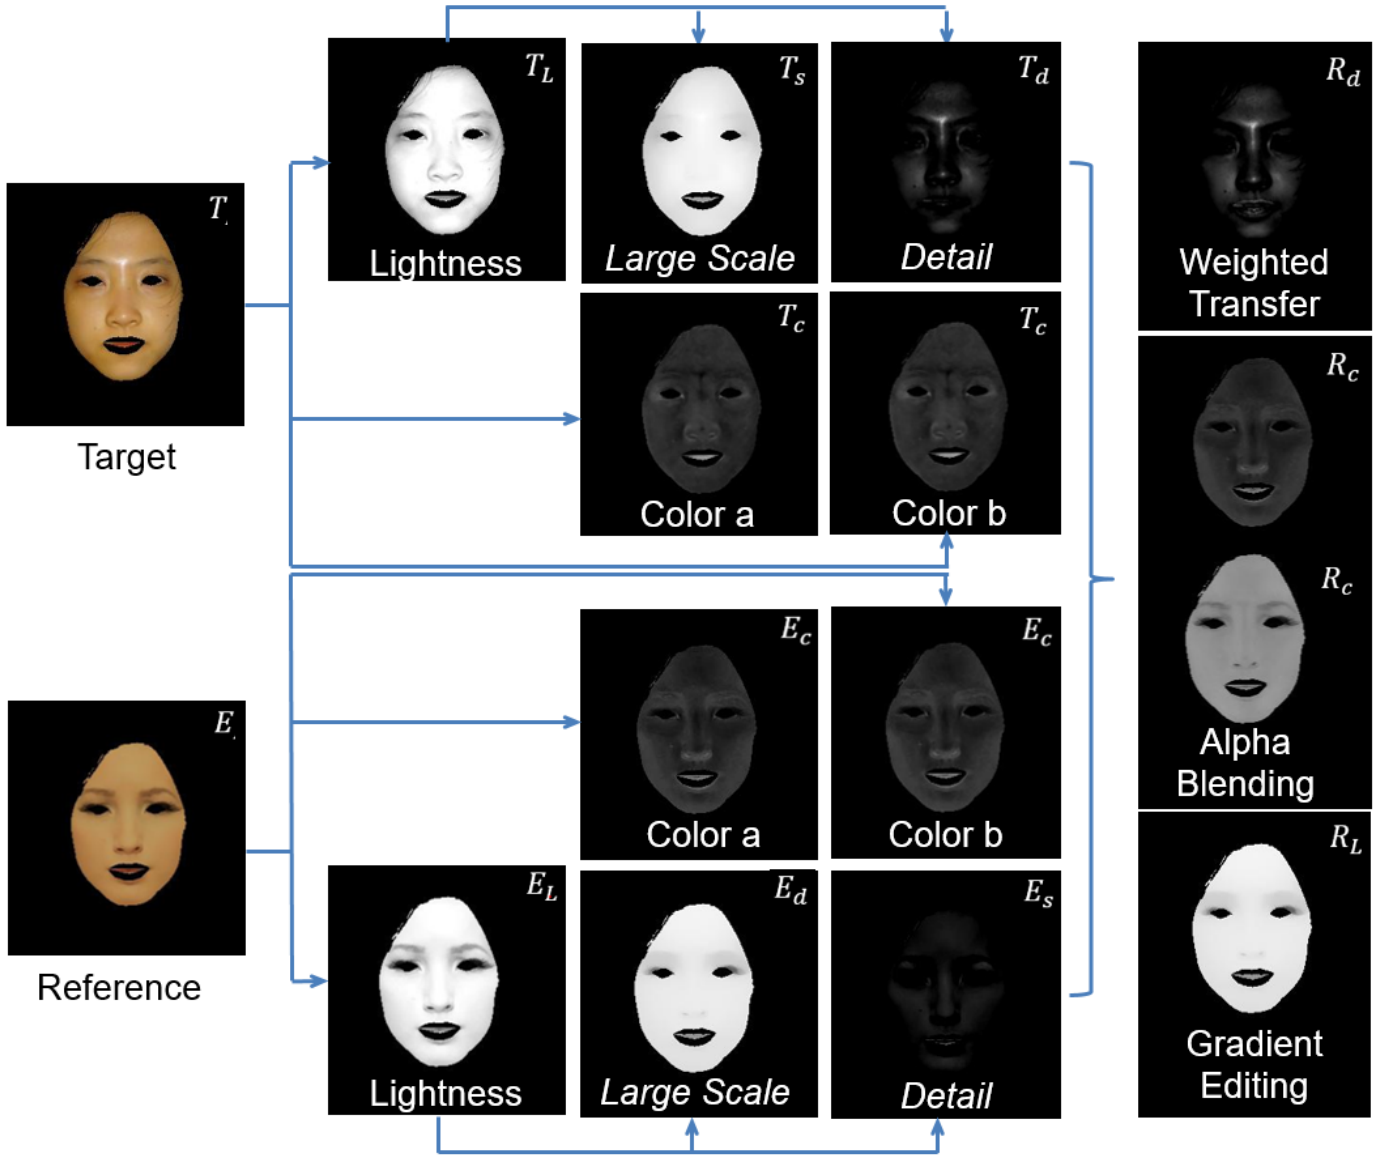 T_L
Lightness
T_s
Large Scale
T_d
Detail
R_d
Weighted
Transfer
T.
Target
T_c
Color a
T_c
Color b
R_c
R_c
Alpha
Blending
E_c
Color a
E_c
Color b
E.
Reference
E_L
Lightness
E_d
Large Scale
E_s
Detail
R_L
Gradient
Editing